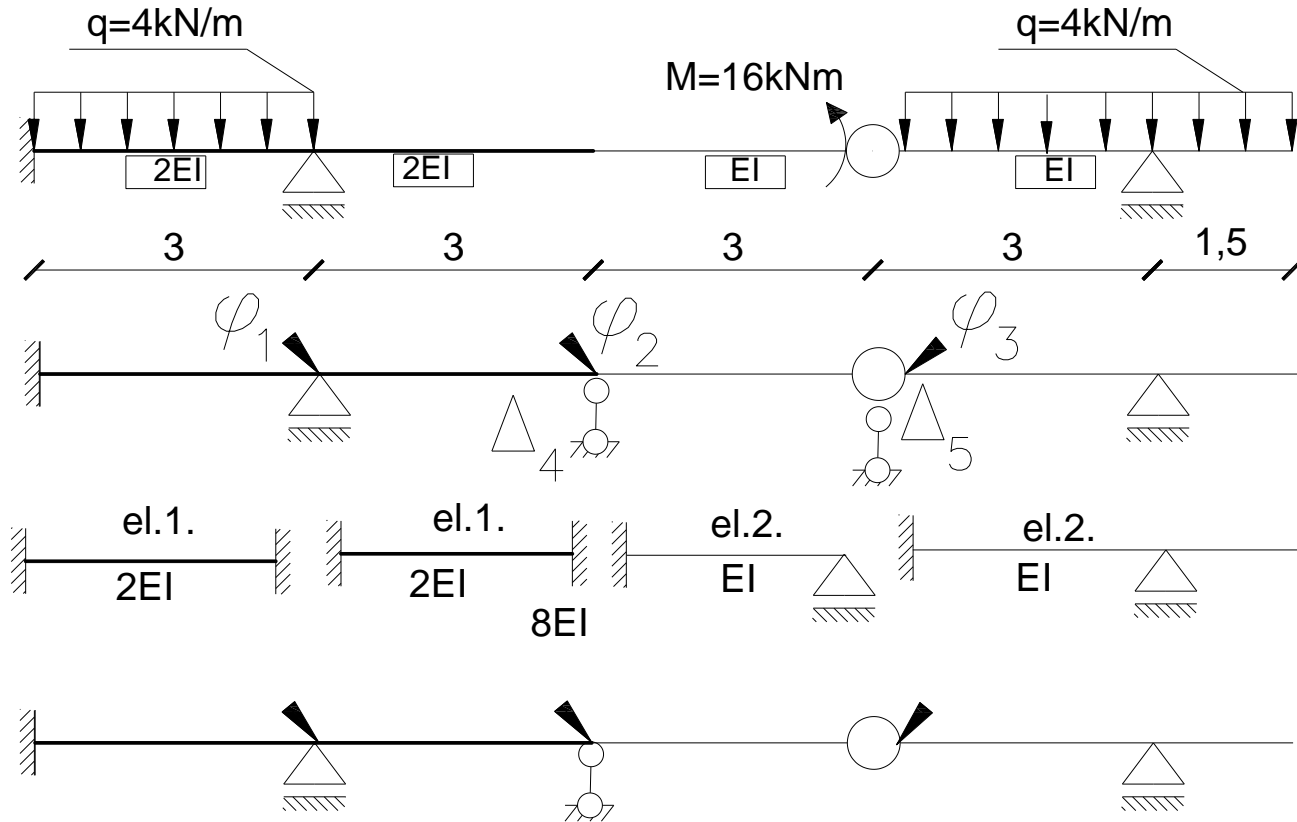 q=4kN/m q=4kN/m
M=16kNm
2EI 2EI EI EI
3 3 3 3 1,5
φ1 φ2 φ3
Δ4 Δ5
el.1. el.1. el.2. el.2.
2EI 2EI EI EI
8EI